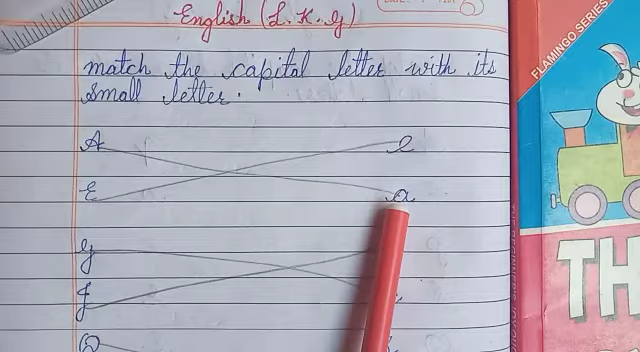 English (L.K.G)
match the capital letter with its
small letter.
A e
E a
G
J
Q
FLAMINGO SERIES
TH